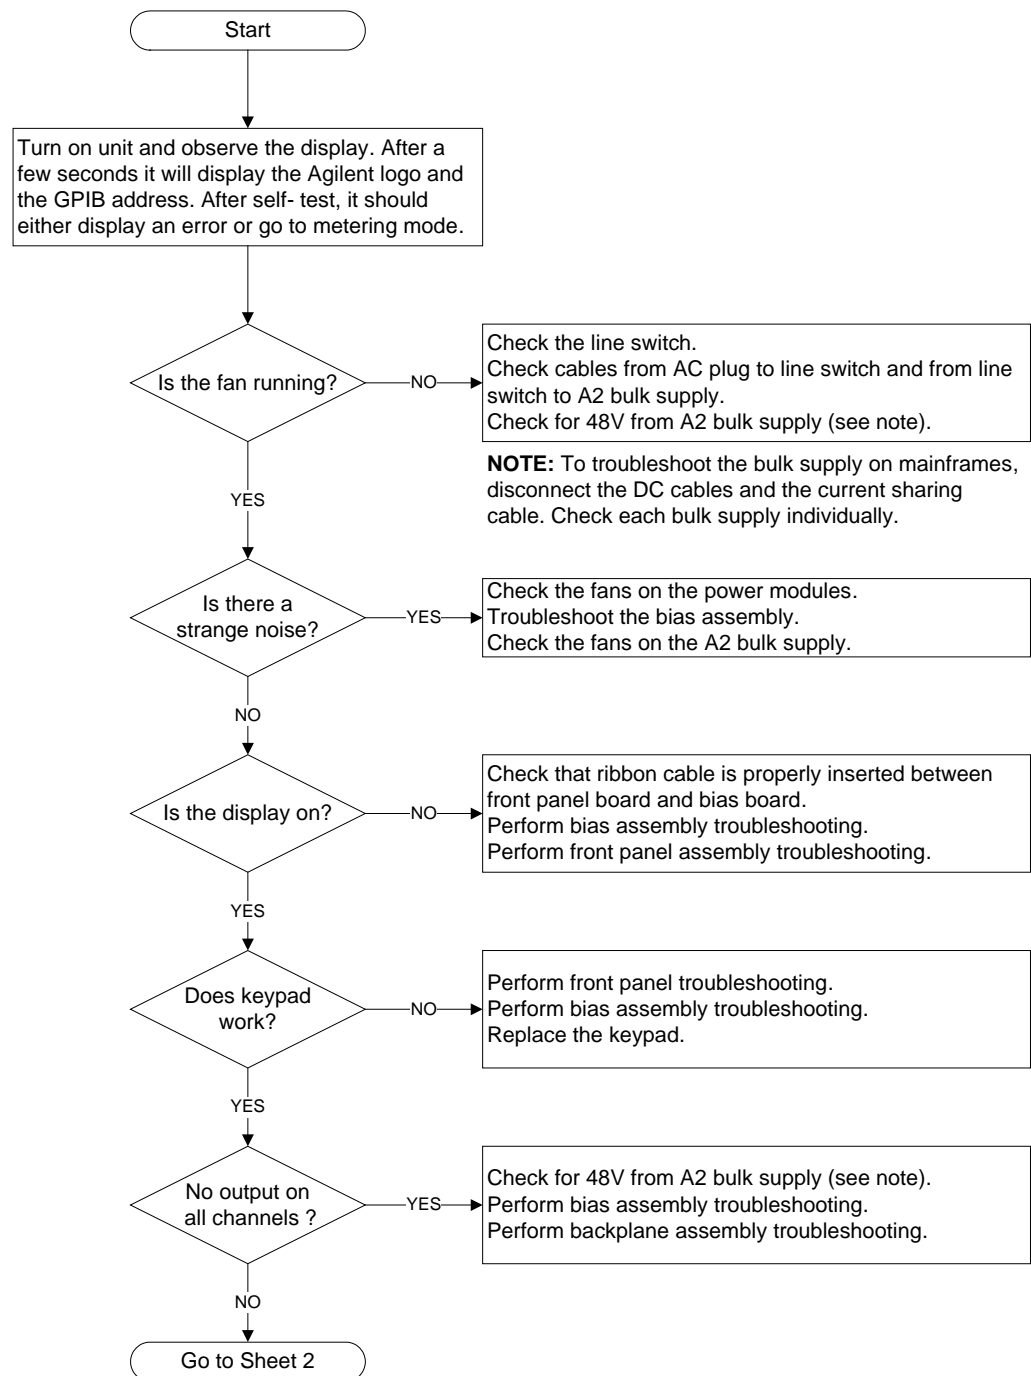 Start
Turn on unit and observe the display. After a
few seconds it will display the Agilent logo and
the GPIB address. After self- test, it should
either display an error or go to metering mode.
Is the fan running?
NO
Check the line switch.
Check cables from AC plug to line switch and from line
switch to A2 bulk supply.
Check for 48V from A2 bulk supply (see note).
NOTE: To troubleshoot the bulk supply on mainframes,
disconnect the DC cables and the current sharing
cable. Check each bulk supply individually.
YES
Is there a
strange noise?
YES
Check the fans on the power modules.
Troubleshoot the bias assembly.
Check the fans on the A2 bulk supply.
NO
Is the display on?
NO
Check that ribbon cable is properly inserted between
front panel board and bias board.
Perform bias assembly troubleshooting.
Perform front panel assembly troubleshooting.
YES
Does keypad
work?
NO
Perform front panel troubleshooting.
Perform bias assembly troubleshooting.
Replace the keypad.
YES
No output on
all channels ?
YES
Check for 48V from A2 bulk supply (see note).
Perform bias assembly troubleshooting.
Perform backplane assembly troubleshooting.
NO
Go to Sheet 2